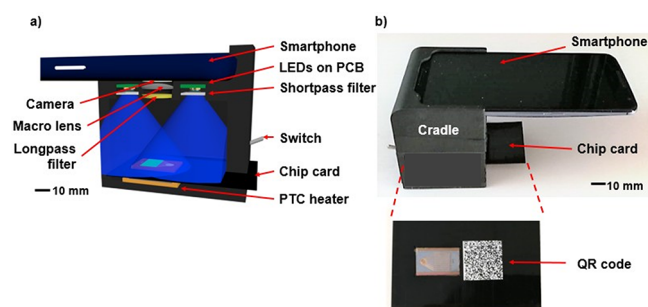 a)
Smartphone
LEDs on PCB
Shortpass filter
Camera
Macro lens
Longpass
filter
Switch
Chip card
PTC heater
10 mm
b)
Smartphone
Cradle
Chip card
10 mm
QR code